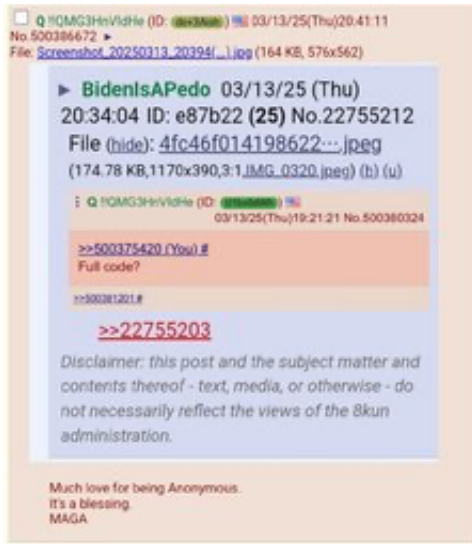 Q !!QMG3HnVldHe (ID: ) 03/13/25(Thu)20:41:11
No.500386672 ▸
File: Screenshot_20250313_20394(...).jpg (164 KB, 576x562)
▸ BidenIsAPedo 03/13/25 (Thu)
20:34:04 ID: e87b22 (25) No.22755212
File (hide): 4fc46f014198622⋯.jpeg
(174.78 KB,1170x390,3:1,IMG_0320.jpeg) (h) (u)
Q !!QMG3HnVldHe (ID: )
03/13/25(Thu)19:21:21 No.500380324
>>500375420 (You) #
Full code?
>>500381201 #
>>22755203
Disclaimer: this post and the subject matter and
contents thereof - text, media, or otherwise - do
not necessarily reflect the views of the 8kun
administration.
Much love for being Anonymous.
It's a blessing.
MAGA